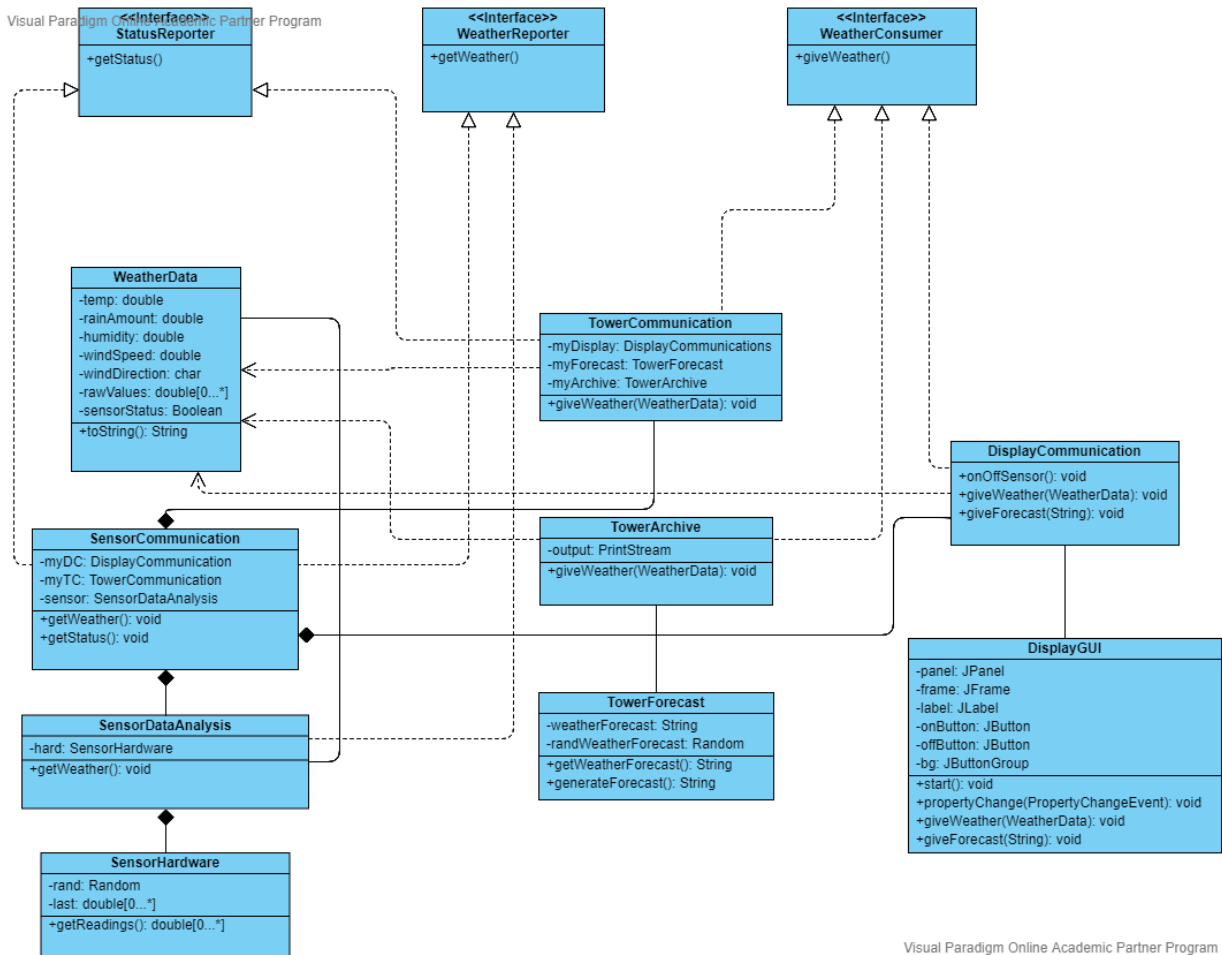 Visual Paradigm Online Academic Partner Program
<<Interface>>
StatusReporter
+getStatus()
<<Interface>>
WeatherReporter
+getWeather()
<<Interface>>
WeatherConsumer
+giveWeather()
WeatherData
-temp: double
-rainAmount: double
-humidity: double
-windSpeed: double
-windDirection: char
-rawValues: double[0...*]
-sensorStatus: Boolean
+toString(): String
TowerCommunication
-myDisplay: DisplayCommunications
-myForecast: TowerForecast
-myArchive: TowerArchive
+giveWeather(WeatherData): void
DisplayCommunication
+onOffSensor(): void
+giveWeather(WeatherData): void
+giveForecast(String): void
SensorCommunication
-myDC: DisplayCommunication
-myTC: TowerCommunication
-sensor: SensorDataAnalysis
+getWeather(): void
+getStatus(): void
TowerArchive
-output: PrintStream
+giveWeather(WeatherData): void
DisplayGUI
-panel: JPanel
-frame: JFrame
-label: JLabel
-onButton: JButton
-offButton: JButton
-bg: JButtonGroup
+start(): void
+propertyChange(PropertyChangeEvent): void
+giveWeather(WeatherData): void
+giveForecast(String): void
SensorDataAnalysis
-hard: SensorHardware
+getWeather(): void
TowerForecast
-weatherForecast: String
-randWeatherForecast: Random
+getWeatherForecast(): String
+generateForecast(): String
SensorHardware
-rand: Random
-last: double[0...*]
+getReadings(): double[0...*]
Visual Paradigm Online Academic Partner Program